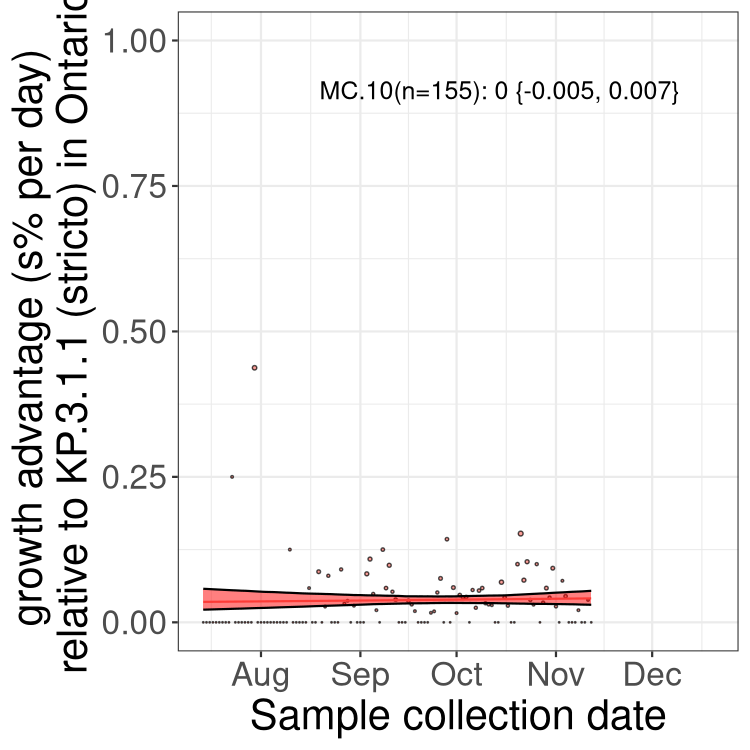 growth advantage (s% per day)
relative to KP.3.1.1 (stricto) in Ontario
1.00
0.75
0.50
0.25
0.00
MC.10(n=155): 0 {-0.005, 0.007}
Aug Sep Oct Nov Dec
Sample collection date